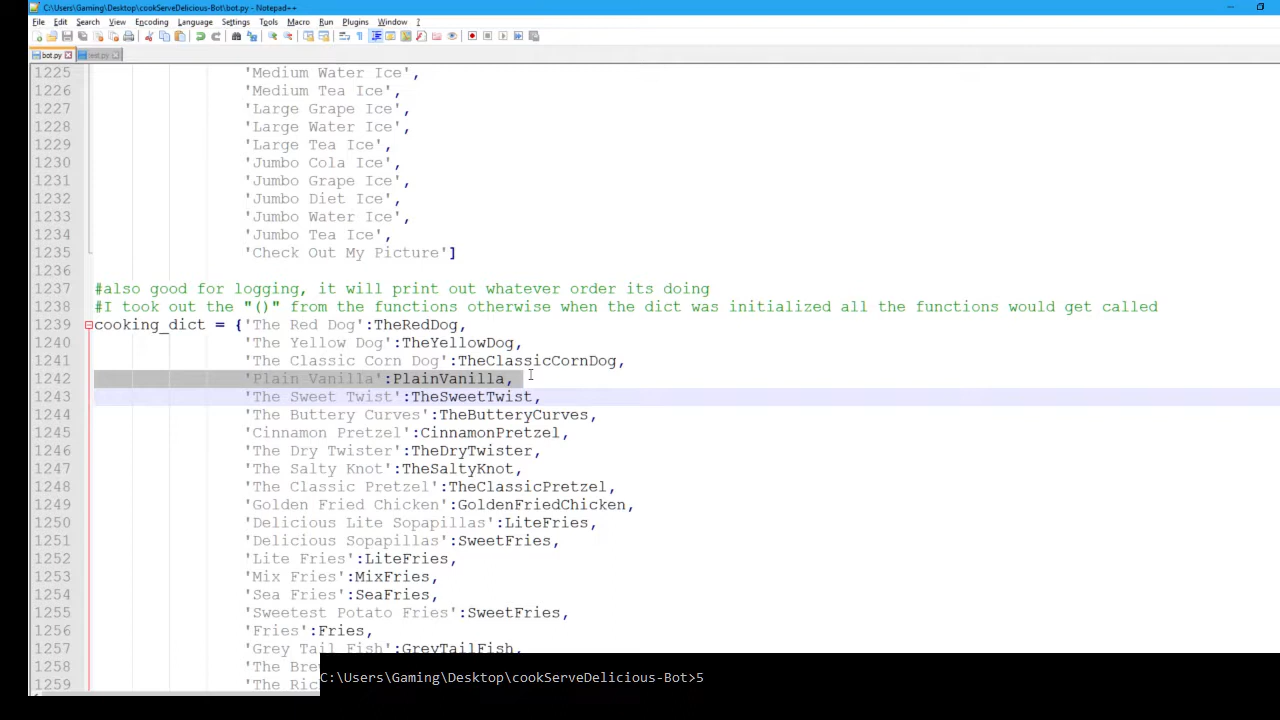 C:\Users\Gaming\Desktop\cookServeDelicious-Bot\bot.py - Notepad++
File Edit Search View Encoding Language Settings Tools Macro Run Plugins Window ?
bot.py test.py
1225 'Medium Water Ice',
1226 'Medium Tea Ice',
1227 'Large Grape Ice',
1228 'Large Water Ice',
1229 'Large Tea Ice',
1230 'Jumbo Cola Ice',
1231 'Jumbo Grape Ice',
1232 'Jumbo Diet Ice',
1233 'Jumbo Water Ice',
1234 'Jumbo Tea Ice',
1235 'Check Out My Picture']
1236
1237 #also good for logging, it will print out whatever order its doing
1238 #I took out the "()" from the functions otherwise when the dict was initialized all the functions would get called
1239 cooking_dict = {'The Red Dog':TheRedDog,
1240 'The Yellow Dog':TheYellowDog,
1241 'The Classic Corn Dog':TheClassicCornDog,
1242 'Plain Vanilla':PlainVanilla,
1243 'The Sweet Twist':TheSweetTwist,
1244 'The Buttery Curves':TheButteryCurves,
1245 'Cinnamon Pretzel':CinnamonPretzel,
1246 'The Dry Twister':TheDryTwister,
1247 'The Salty Knot':TheSaltyKnot,
1248 'The Classic Pretzel':TheClassicPretzel,
1249 'Golden Fried Chicken':GoldenFriedChicken,
1250 'Delicious Lite Sopapillas':LiteFries,
1251 'Delicious Sopapillas':SweetFries,
1252 'Lite Fries':LiteFries,
1253 'Mix Fries':MixFries,
1254 'Sea Fries':SeaFries,
1255 'Sweetest Potato Fries':SweetFries,
1256 'Fries':Fries,
1257 'Grey Tail Fish':GreyTailFish,
1258 'The Bre
1259 'The Ric
C:\Users\Gaming\Desktop\cookServeDelicious-Bot>5